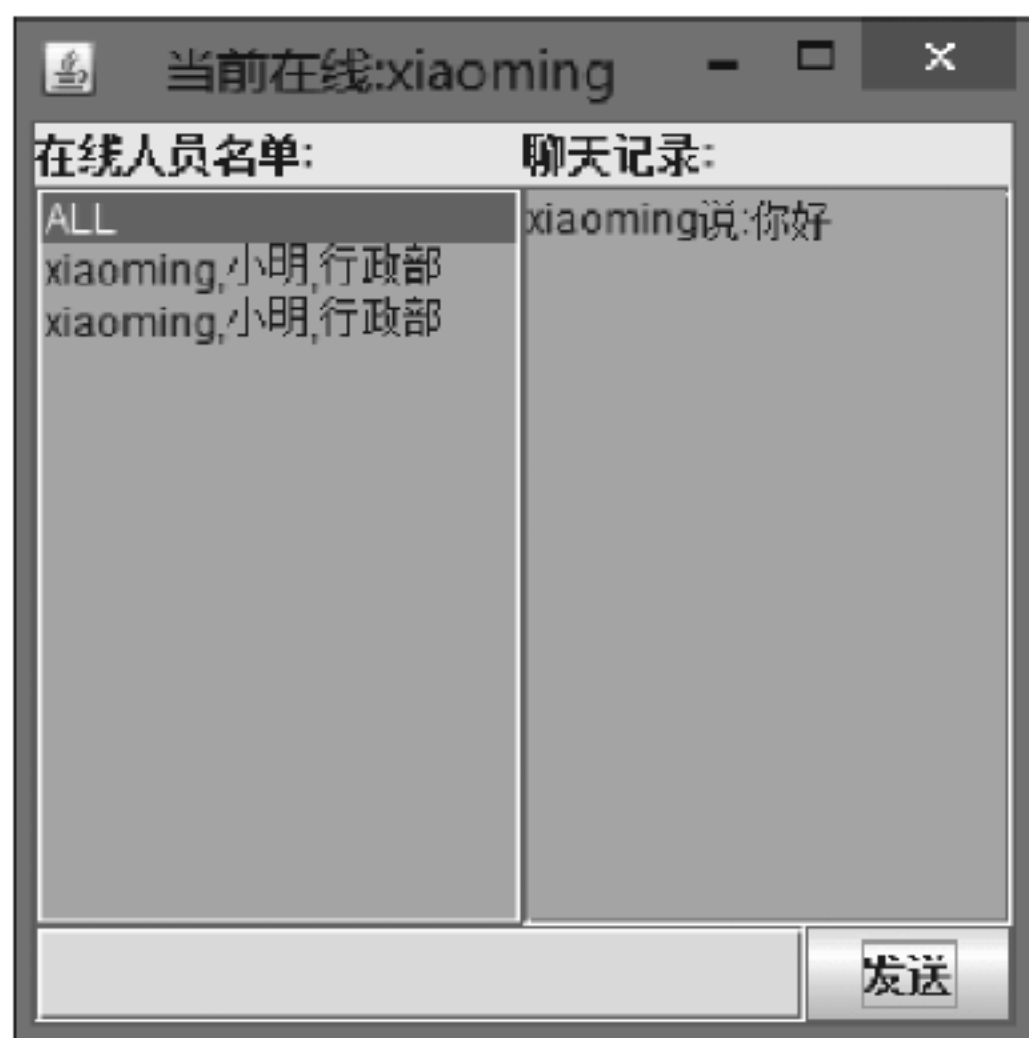 当前在线:xiaoming
在线人员名单:
聊天记录:
ALL
xiaoming,小明,行政部
xiaoming,小明,行政部
xiaoming说:你好
发送